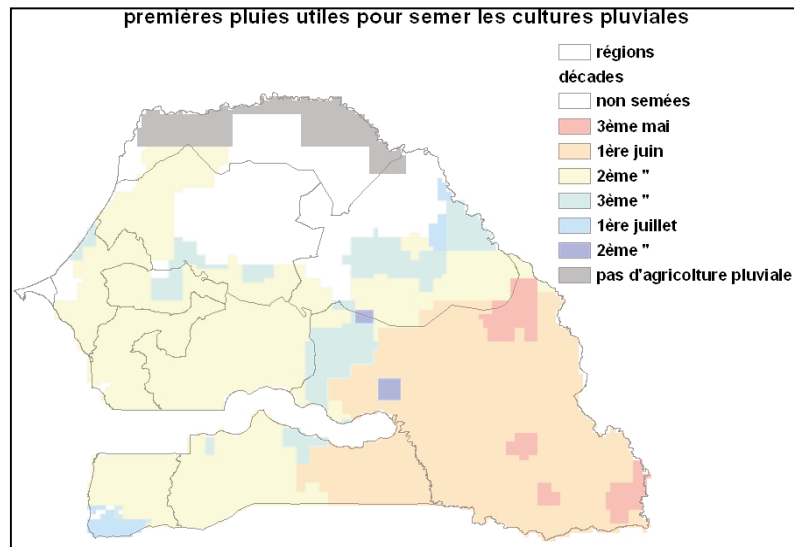 premières pluies utiles pour semer les cultures pluviales
régions
décades
non semées
3ème mai
1ère juin
2ème "
3ème "
1ère juillet
2ème "
pas d'agricolture pluviale